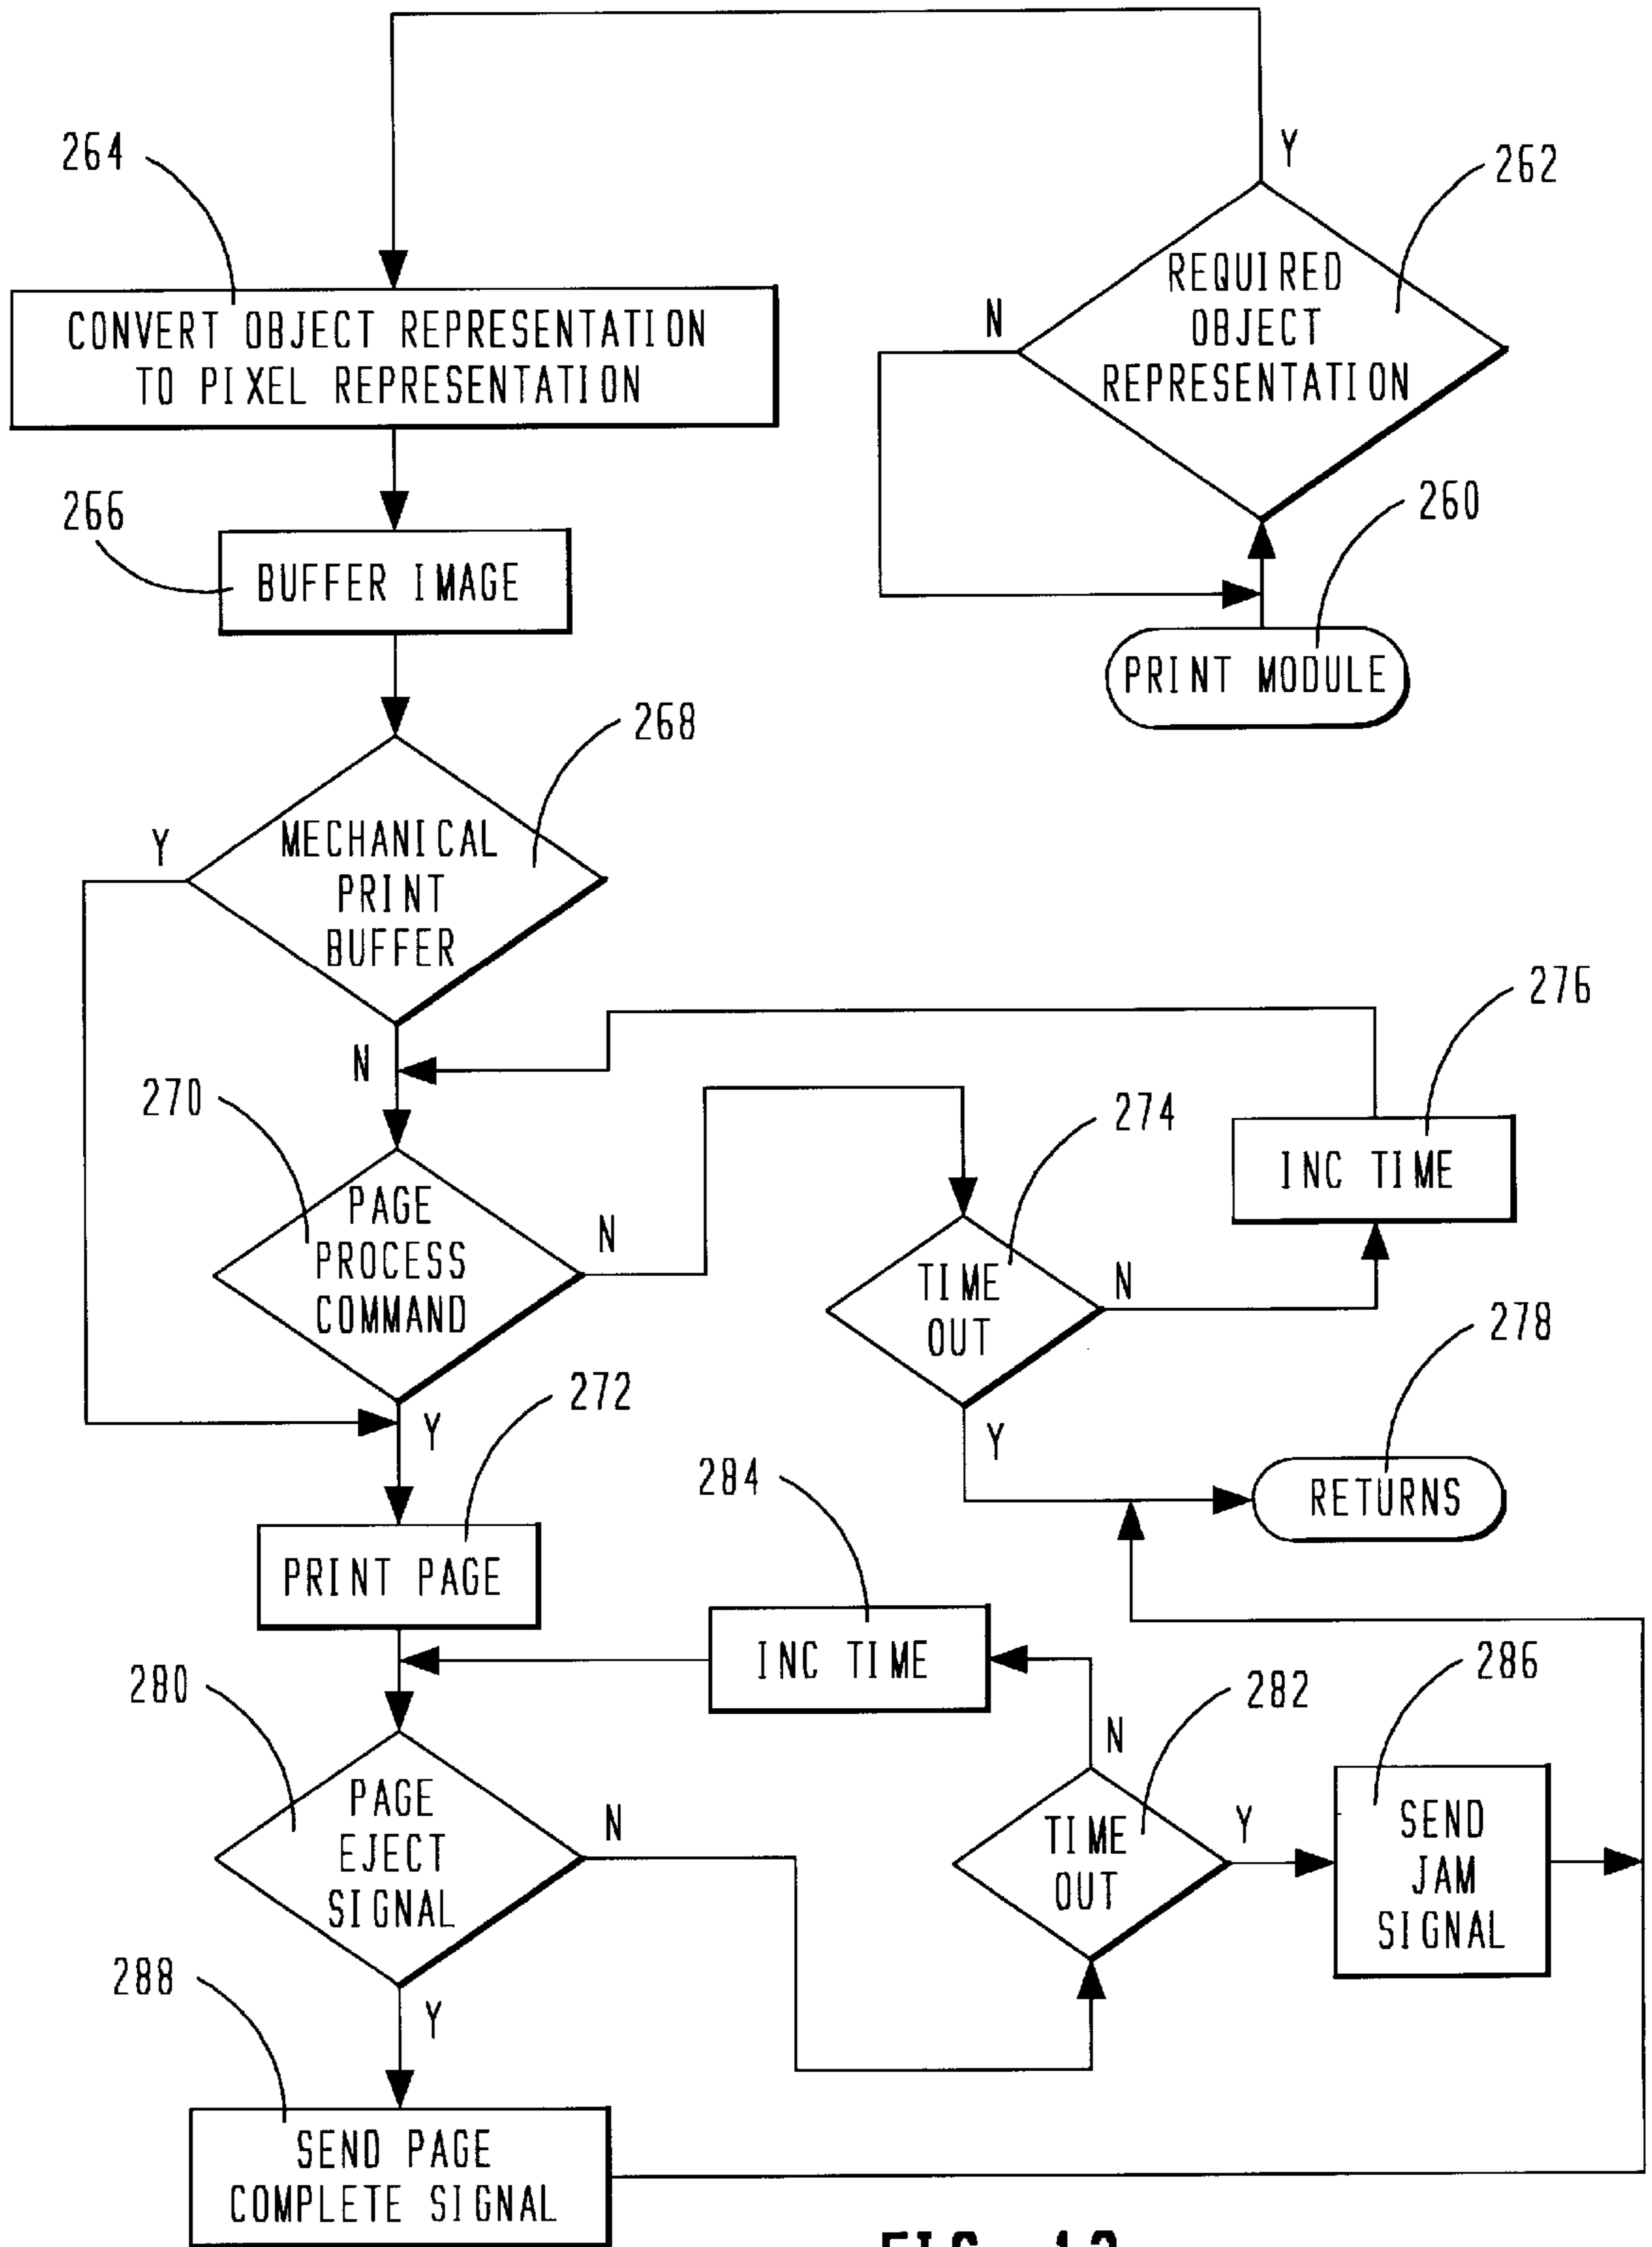 Y
264
262
REQUIRED
OBJECT
REPRESENTATION
N
CONVERT OBJECT REPRESENTATION
TO PIXEL REPRESENTATION
266
260
BUFFER IMAGE
PRINT MODULE
268
Y
MECHANICAL
PRINT
BUFFER
276
N
270
274
PAGE
PROCESS
COMMAND
N
INC TIME
TIME
OUT
N
278
272
Y
Y
284
RETURNS
PRINT PAGE
INC TIME
286
280
282
N
PAGE
EJECT
SIGNAL
N
TIME
OUT
Y
SEND
JAM
SIGNAL
288
Y
SEND PAGE
COMPLETE SIGNAL